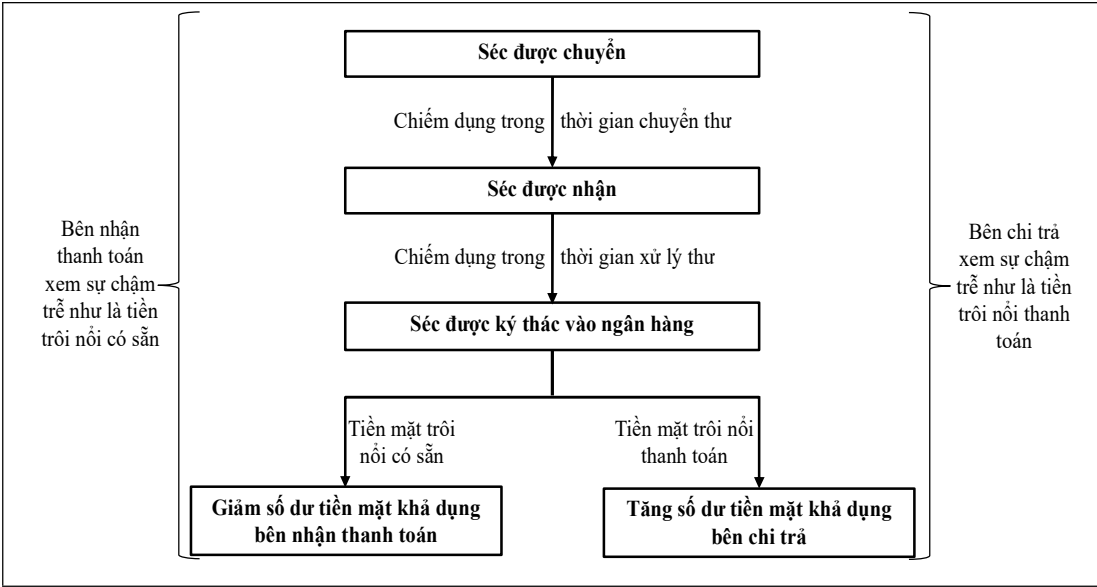 Séc được chuyển
Chiếm dụng trong thời gian chuyển thư
Séc được nhận
Bên nhận
thanh toán
xem sự chậm
trễ như là tiền
trôi nổi có sẵn
Chiếm dụng trong thời gian xử lý thư
Bên chi trả
xem sự chậm
trễ như là tiền
trôi nổi thanh
toán
Séc được ký thác vào ngân hàng
Tiền mặt trôi
nổi có sẵn
Tiền mặt trôi nổi
thanh toán
Giảm số dư tiền mặt khả dụng
bên nhận thanh toán
Tăng số dư tiền mặt khả dụng
bên chi trả